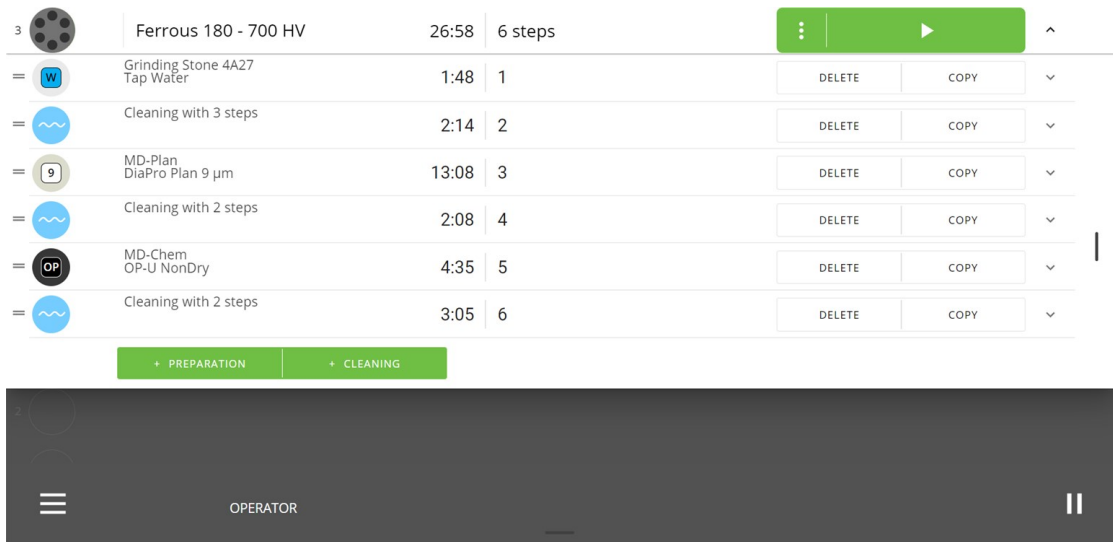 3 Ferrous 180 - 700 HV 26:58 6 steps
W Grinding Stone 4A27 1:48 1 DELETE COPY
Tap Water
Cleaning with 3 steps 2:14 2 DELETE COPY
9 MD-Plan 13:08 3 DELETE COPY
DiaPro Plan 9 µm
Cleaning with 2 steps 2:08 4 DELETE COPY
OP MD-Chem 4:35 5 DELETE COPY
OP-U NonDry
Cleaning with 2 steps 3:05 6 DELETE COPY
+ PREPARATION + CLEANING
2
OPERATOR